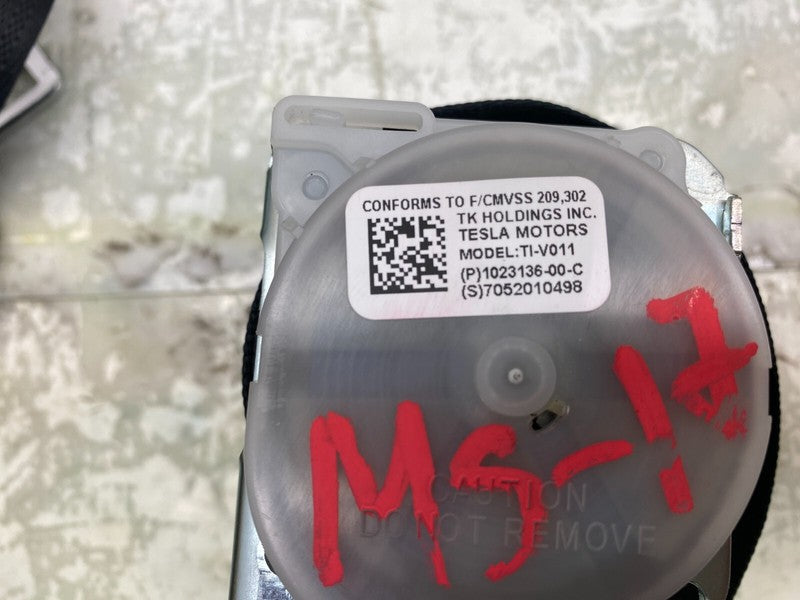 CONFORMS TO F/CMVSS 209,302
TK HOLDINGS INC.
TESLA MOTORS
MODEL:TI-V011
(P)1023136-00-C
(S)7052010498
MS-17
CAUTION
DO NOT REMOVE